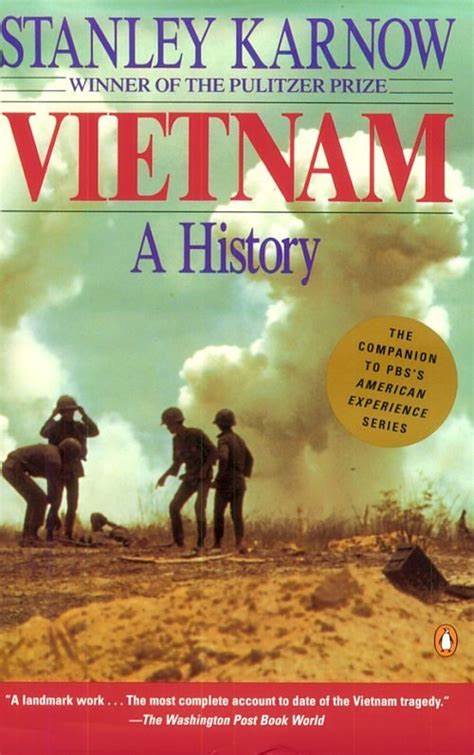 STANLEY KARNOW
WINNER OF THE PULITZER PRIZE
VIETNAM
A History
THE
COMPANION
TO PBS'S
AMERICAN
EXPERIENCE
SERIES
"A landmark work . . . The most complete account to date of the Vietnam tragedy."
—The Washington Post Book World